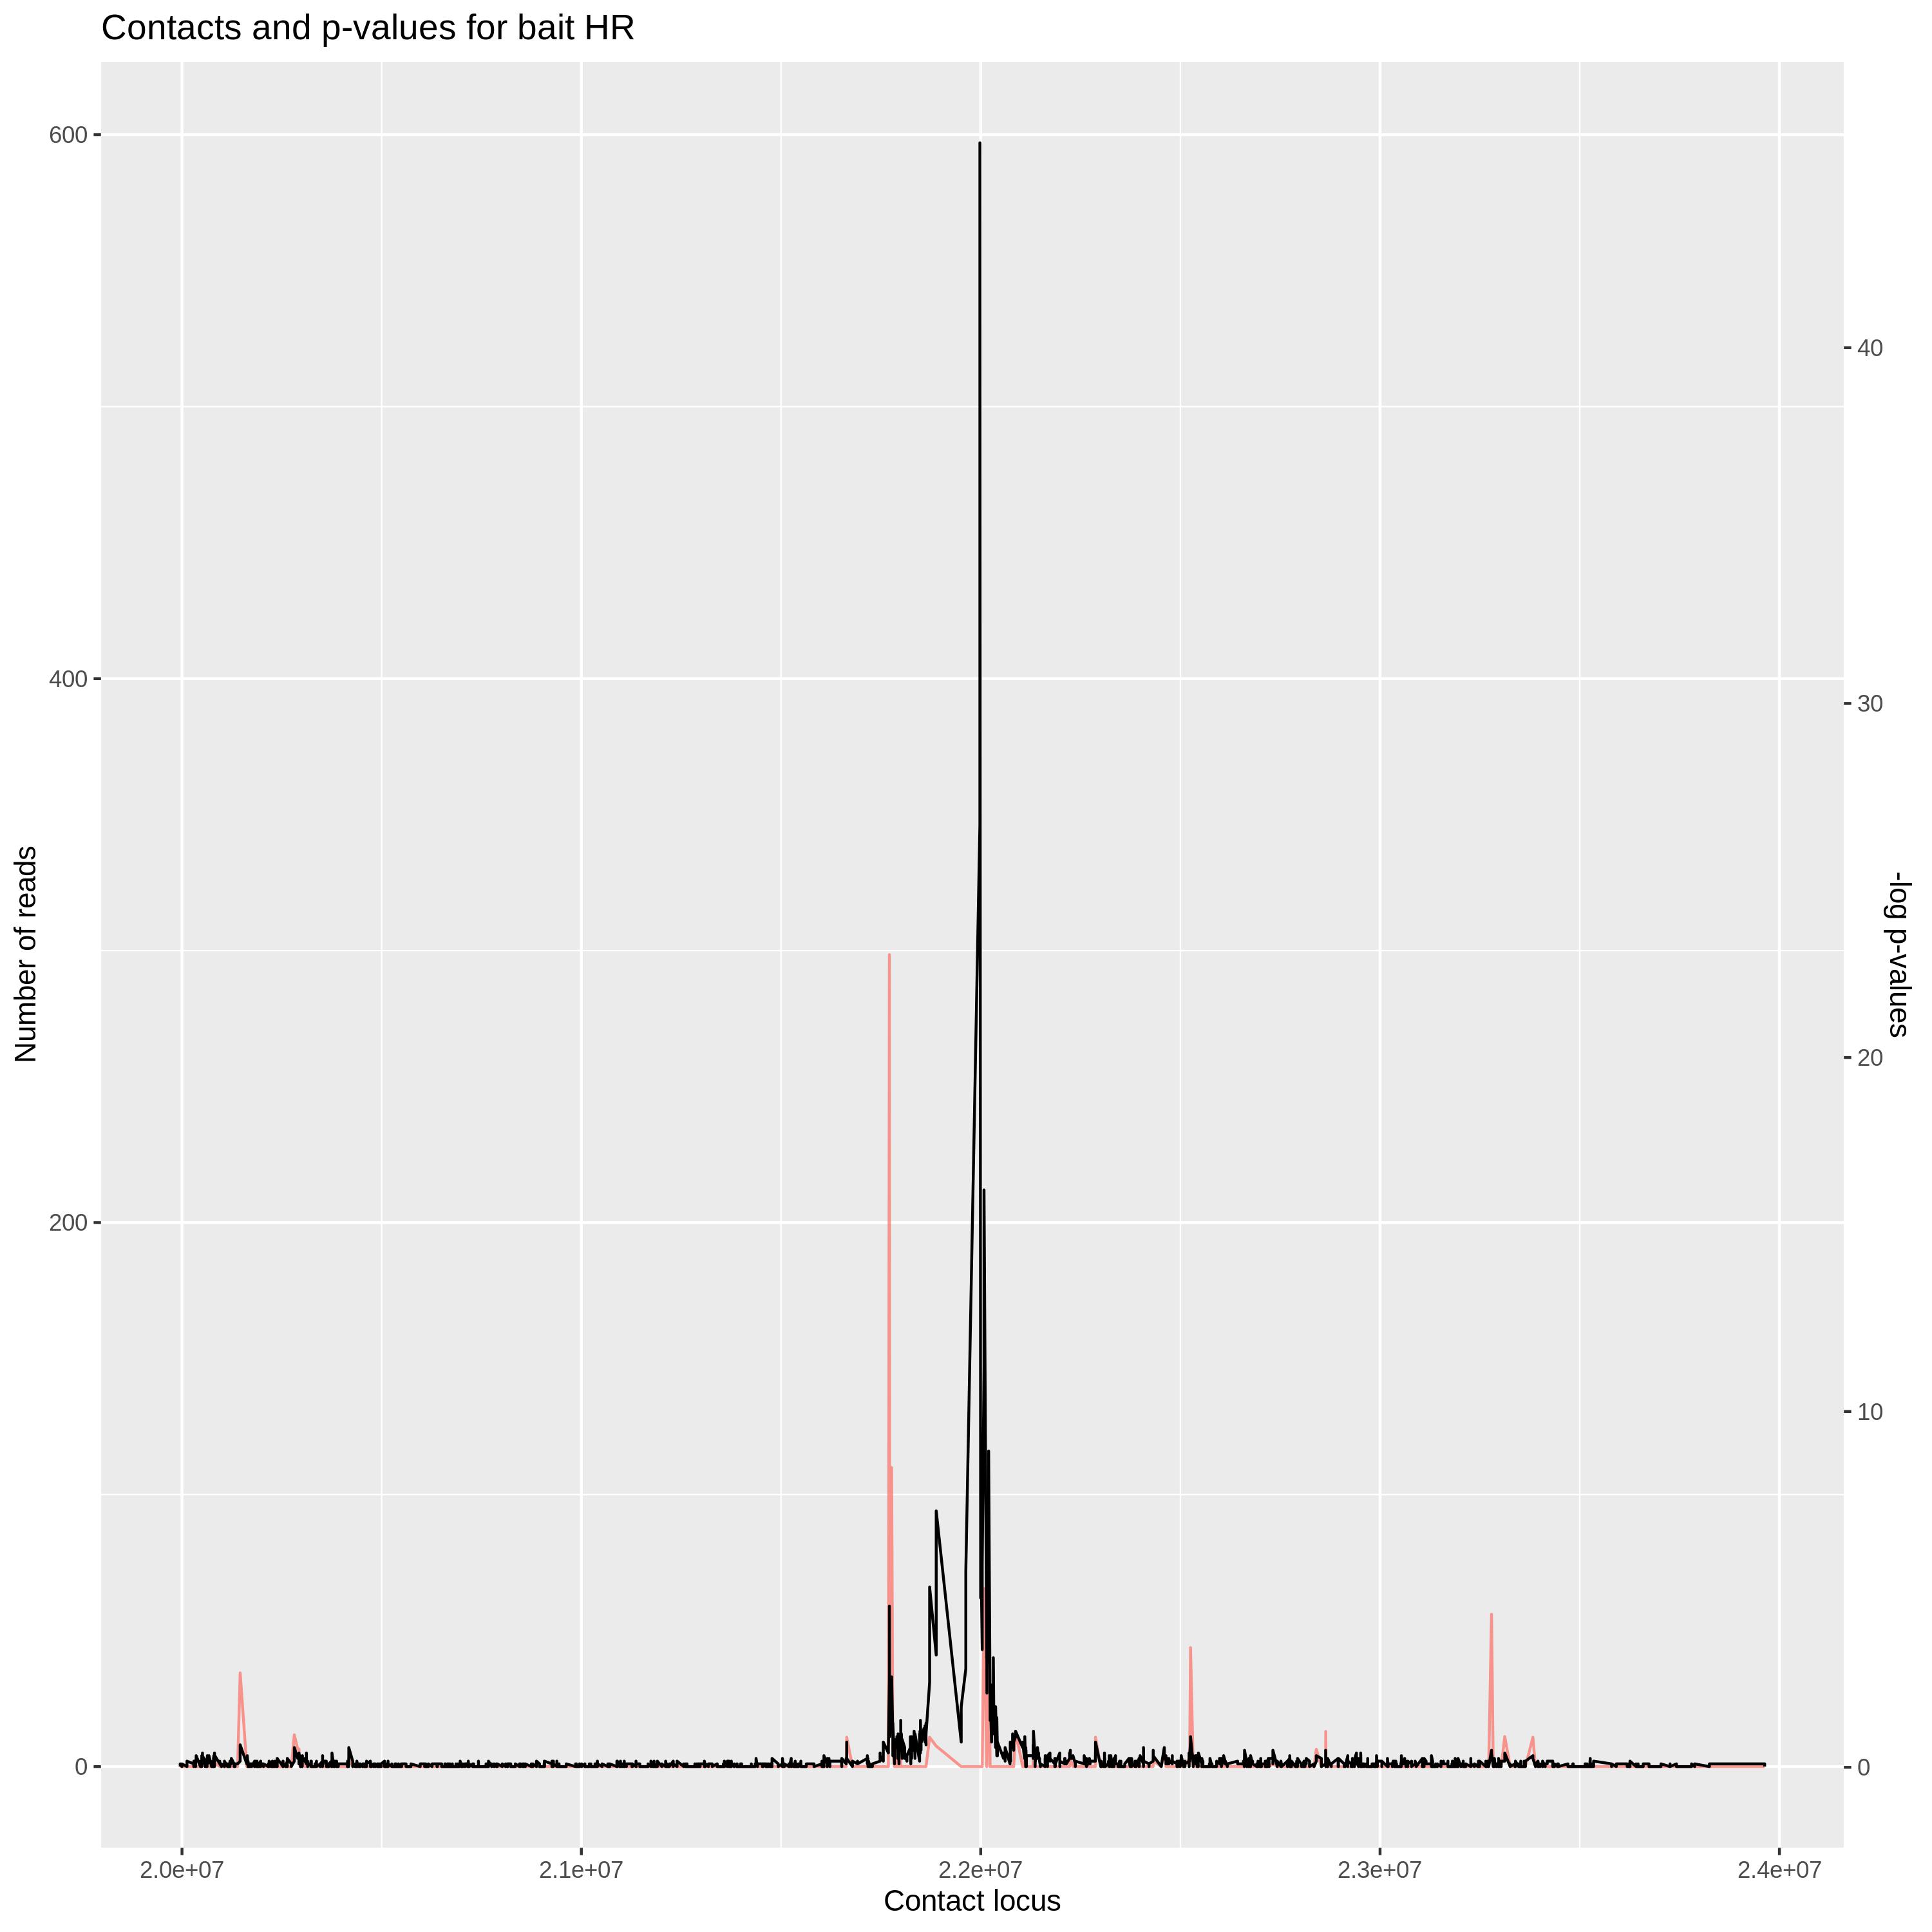 Contacts and p-values for bait HR
600
400
200
0
Number of reads
40
30
20
10
0
-log p-values
2.0e+07
2.1e+07
2.2e+07
2.3e+07
2.4e+07
Contact locus